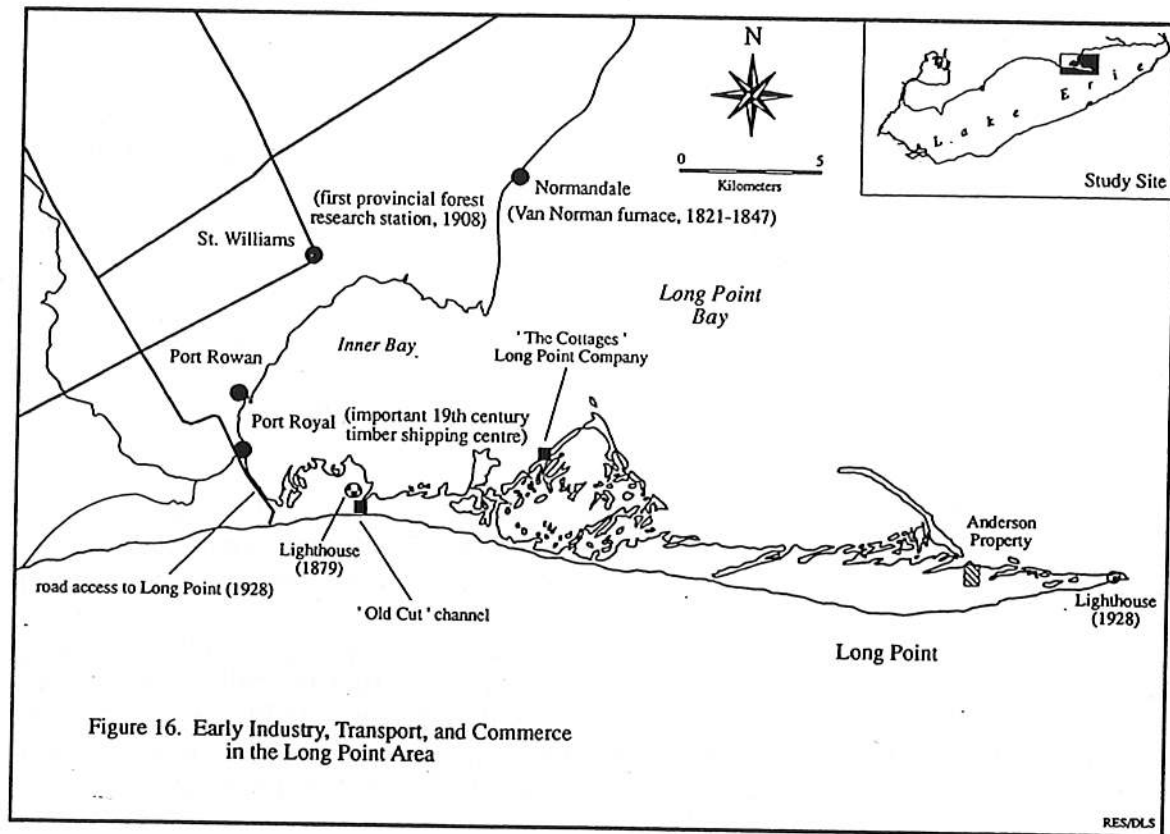 N
0 5
Kilometers
Lake Erie
Study Site
(first provincial forest
research station, 1908)
St. Williams
Normandale
(Van Norman furnace, 1821-1847)
Long Point
Bay
Inner Bay
'The Cottages'
Long Point Company
Port Rowan
Port Royal
(important 19th century
timber shipping centre)
Lighthouse
(1879)
road access to Long Point (1928)
'Old Cut' channel
Anderson
Property
Lighthouse
(1928)
Long Point
Figure 16. Early Industry, Transport, and Commerce
in the Long Point Area
RES/DLS